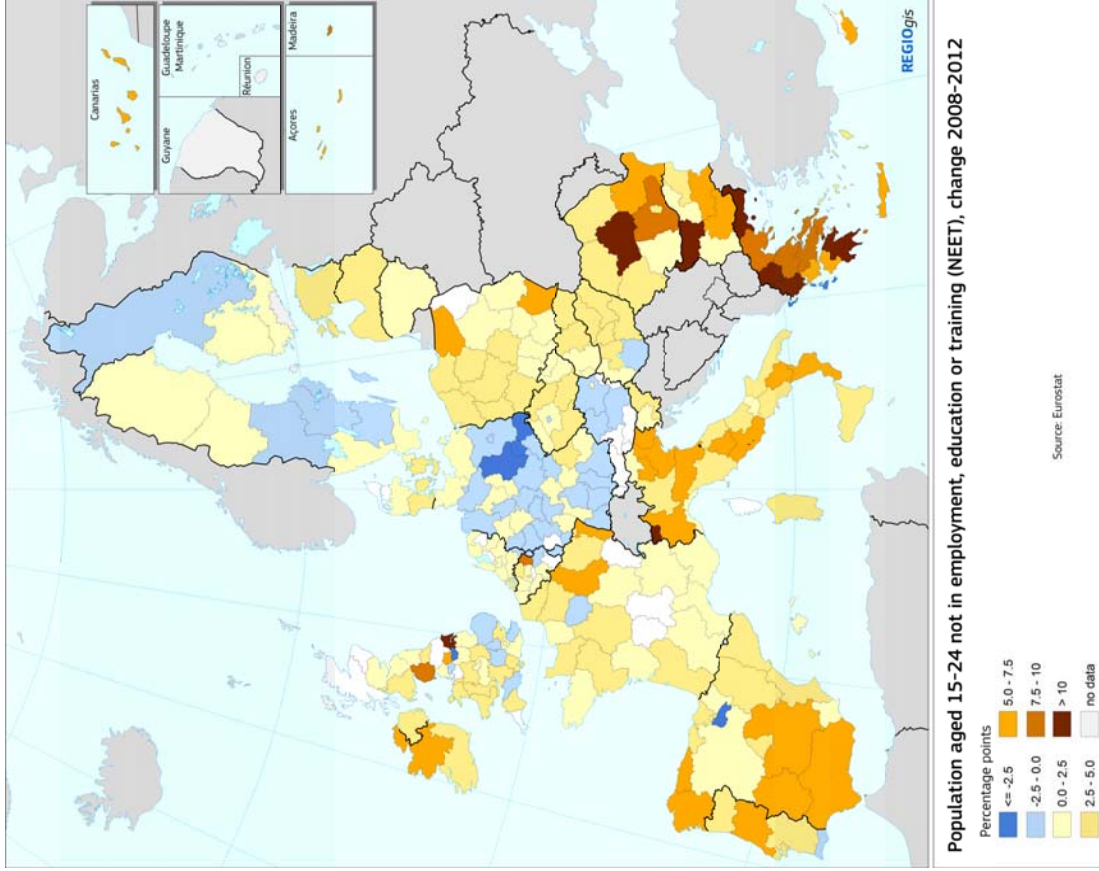 Canarias
Guyane
Guadeloupe
Martinique
Réunion
Açores
Madeira
REGIOgis
Population aged 15-24 not in employment, education or training (NEET), change 2008-2012
Percentage points
<= -2.5
-2.5 - 0.0
0.0 - 2.5
2.5 - 5.0
5.0 - 7.5
7.5 - 10
> 10
no data
Source: Eurostat